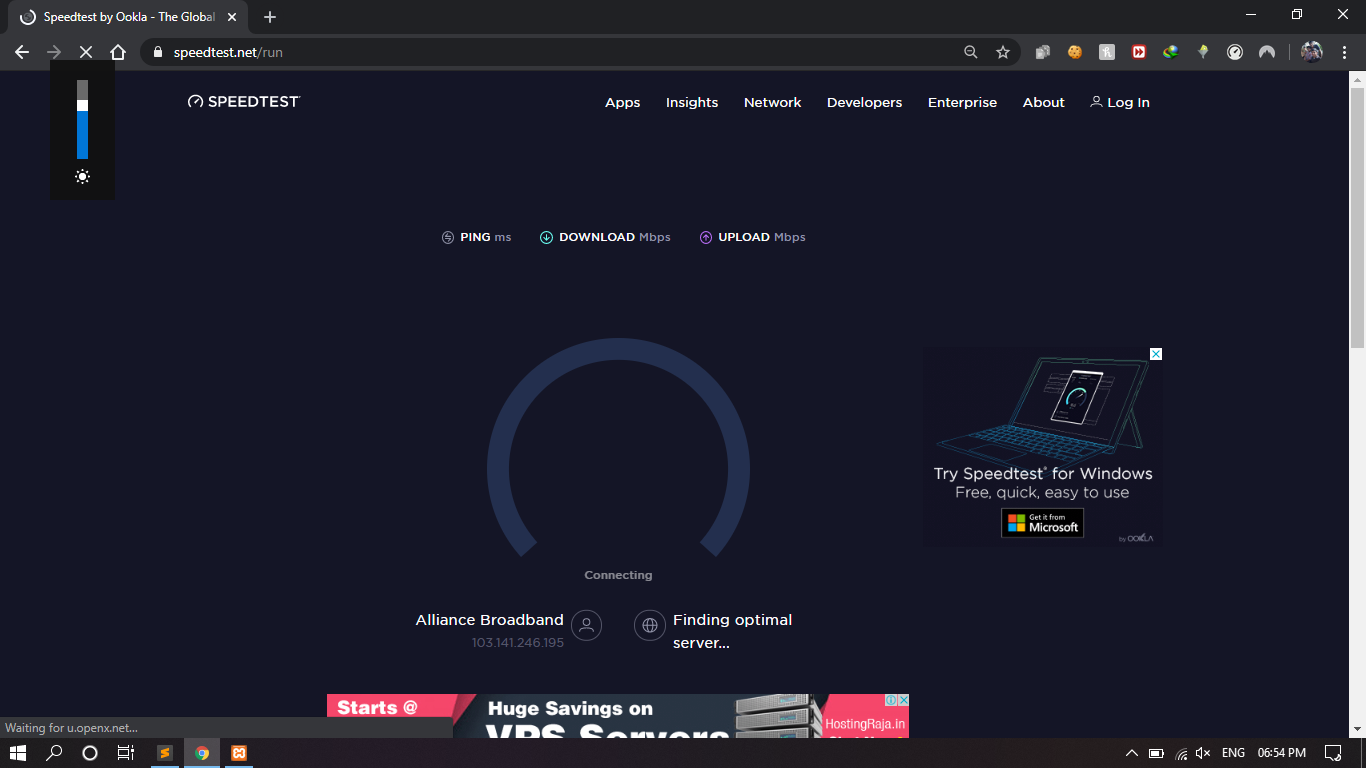 Speedtest by Ookla - The Global
speedtest.net/run
SPEEDTEST
Apps
Insights
Network
Developers
Enterprise
About
Log In
PING ms
DOWNLOAD Mbps
UPLOAD Mbps
Connecting
Alliance Broadband
103.141.246.195
Finding optimal
server...
Try Speedtest® for Windows
Free, quick, easy to use
Get it from
Microsoft
by OOKLA
Starts @
Huge Savings on
VPS Servers
HostingRaja.in
Waiting for u.openx.net...
ENG
06:54 PM